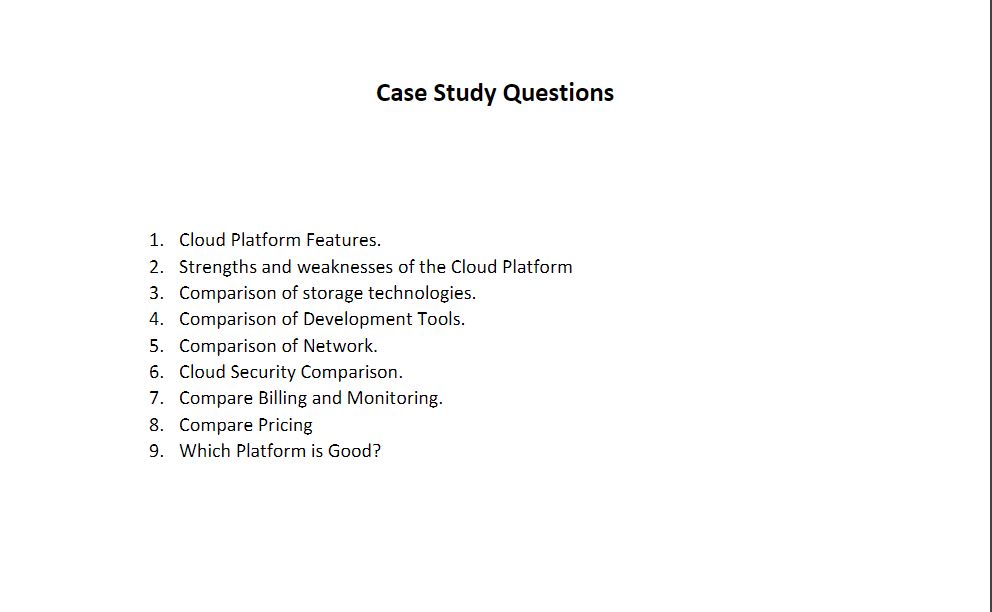 Case Study Questions
1. Cloud Platform Features.
2. Strengths and weaknesses of the Cloud Platform
3. Comparison of storage technologies.
4. Comparison of Development Tools.
5. Comparison of Network.
6. Cloud Security Comparison.
7. Compare Billing and Monitoring.
8. Compare Pricing
9. Which Platform is Good?